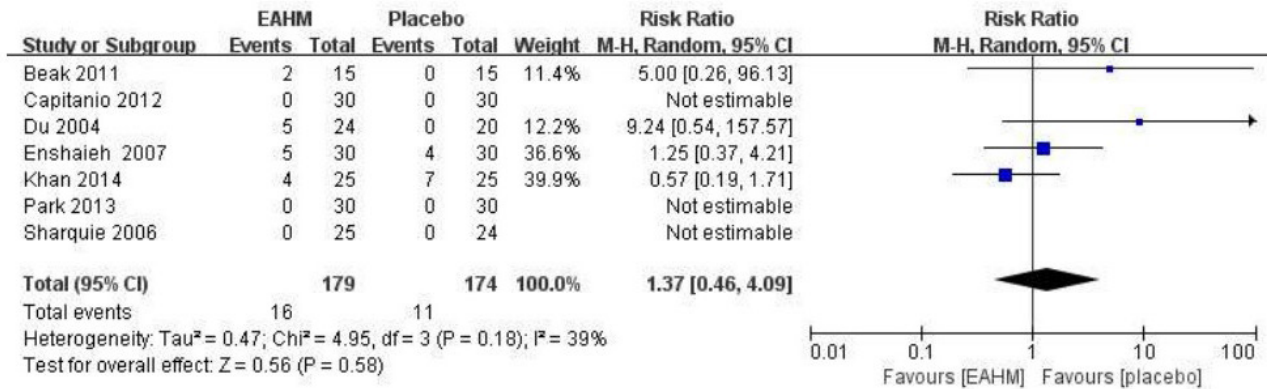 EAHM Placebo Risk Ratio Risk Ratio
Study or Subgroup Events Total Events Total Weight M-H, Random, 95% CI M-H, Random, 95% CI
Beak 2011 2 15 0 15 11.4% 5.00 [0.26, 96.13]
Capitanio 2012 0 30 0 30 Not estimable
Du 2004 5 24 0 20 12.2% 9.24 [0.54, 157.57]
Enshaieh 2007 5 30 4 30 36.6% 1.25 [0.37, 4.21]
Khan 2014 4 25 7 25 39.9% 0.57 [0.19, 1.71]
Park 2013 0 30 0 30 Not estimable
Sharquie 2006 0 25 0 24 Not estimable
Total (95% CI) 179 174 100.0% 1.37 [0.46, 4.09]
Total events 16 11
Heterogeneity: Tau² = 0.47; Chi² = 4.95, df = 3 (P = 0.18); I² = 39%
Test for overall effect: Z = 0.56 (P = 0.58)
0.01 0.1 1 10 100
Favours [EAHM] Favours [placebo]